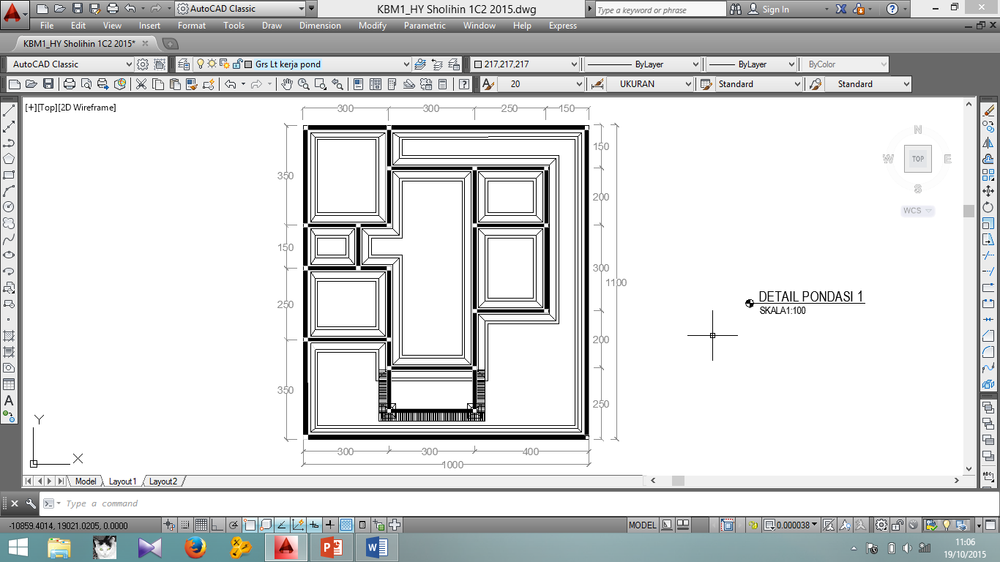 AutoCAD Classic
KBM1_HY Sholihin 1C2 2015.dwg
Type a keyword or phrase
Sign In
File Edit View Insert Format Tools Draw Dimension Modify Parametric Window Help Express
KBM1_HY Sholihin 1C2 2015*
AutoCAD Classic
Grs Lt kerja pond
217,217,217
ByLayer
ByLayer
ByColor
20
UKURAN
Standard
Standard
[+][Top][2D Wireframe]
300 300 250 150
350
150
250
350
150
200
300
1100
200
250
300 300 400
1000
N
W TOP E
S
WCS
DETAIL PONDASI 1
SKALA1:100
Y
X
Model Layout1 Layout2
Type a command
-10859.4014, 19021.0205, 0.0000
MODEL
0.000038
A
ABC
11:06
19/10/2015